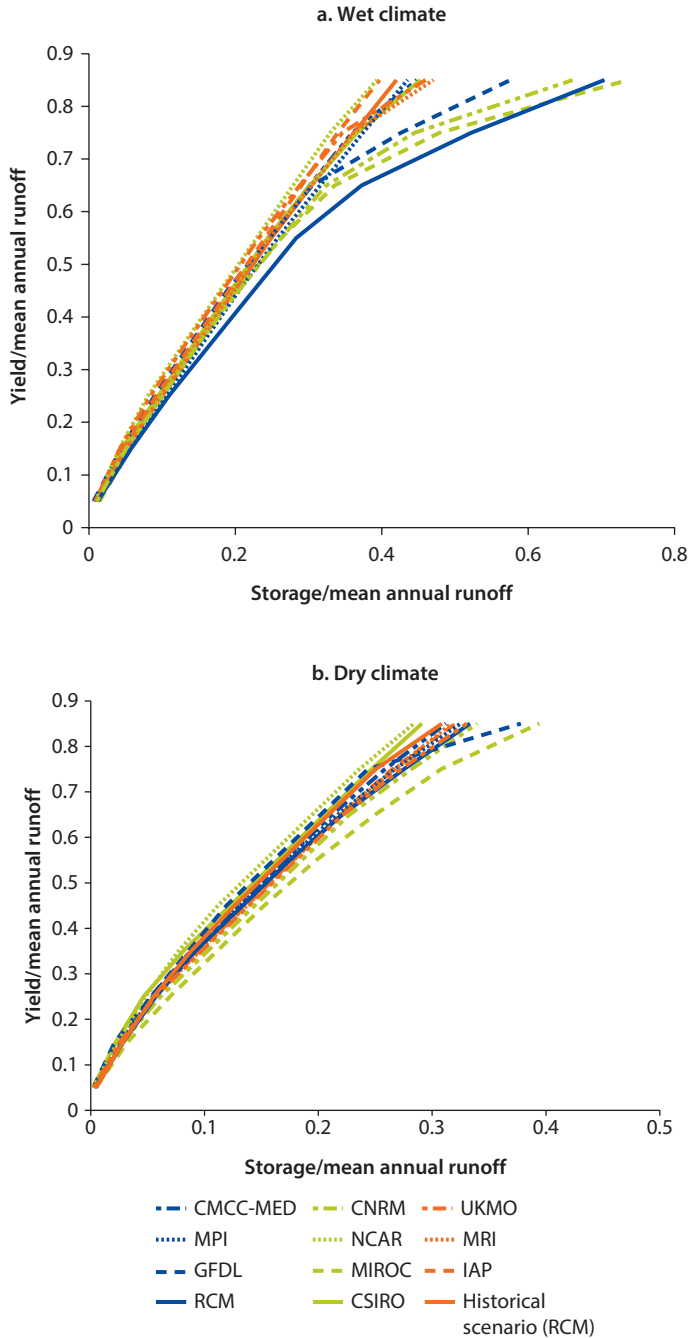 a. Wet climate
0.9
0.8
0.7
0.6
0.5
0.4
0.3
0.2
0.1
0
Yield/mean annual runoff
0 0.2 0.4 0.6 0.8
Storage/mean annual runoff
b. Dry climate
0.9
0.8
0.7
0.6
0.5
0.4
0.3
0.2
0.1
0
Yield/mean annual runoff
0 0.1 0.2 0.3 0.4 0.5
Storage/mean annual runoff
CMCC-MED CNRM UKMO
MPI NCAR MRI
GFDL MIROC IAP
RCM CSIRO Historical
scenario (RCM)